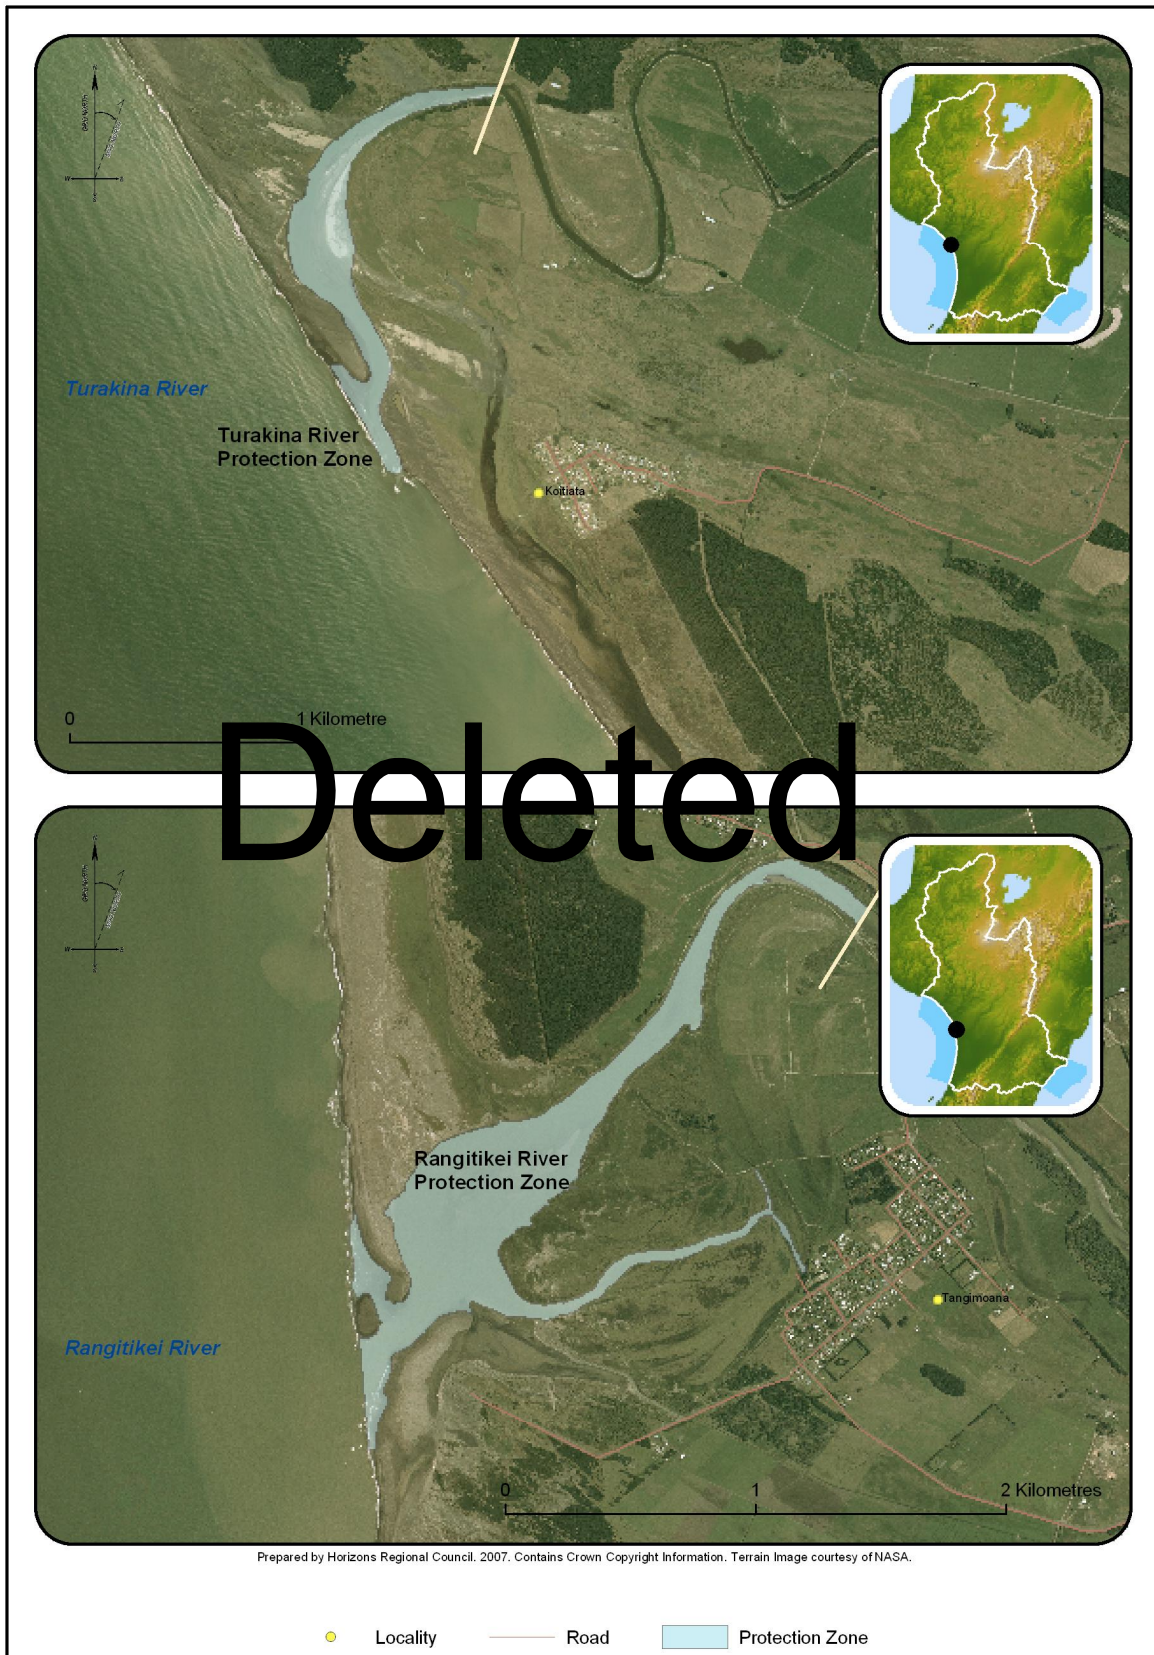 Turakina River
Turakina River
Protection Zone
Koitiata
0 1 Kilometre
Deleted
Rangitikei River
Protection Zone
Tangimoana
Rangitikei River
0 1 2 Kilometres
Prepared by Horizons Regional Council. 2007. Contains Crown Copyright Information. Terrain Image courtesy of NASA.
Locality Road Protection Zone